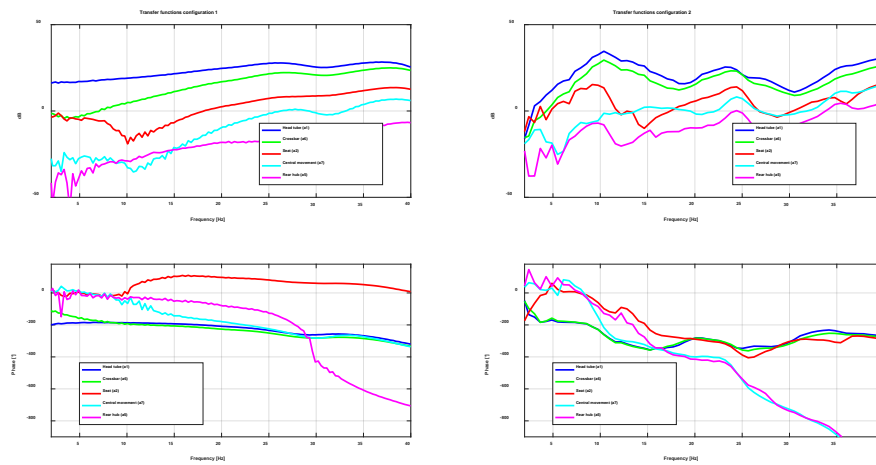 Transfer functions configuration 1
50
0
-50
dB
5
10
15
20
25
30
35
40
Frequency [Hz]
Head tube (a1)
Crossbar (a6)
Seat (a2)
Central movement (a7)
Rear hub (a5)
Transfer functions configuration 2
50
0
-50
dB
5
10
15
20
25
30
35
Frequency [Hz]
Head tube (a1)
Crossbar (a6)
Seat (a2)
Central movement (a7)
Rear hub (a5)
0
-200
-400
-600
-800
Phase [°]
5
10
15
20
25
30
35
40
Frequency [Hz]
Head tube (a1)
Crossbar (a6)
Seat (a2)
Central movement (a7)
Rear hub (a5)
0
-200
-400
-600
-800
Phase [°]
5
10
15
20
25
30
35
Frequency [Hz]
Head tube (a1)
Crossbar (a6)
Seat (a2)
Central movement (a7)
Rear hub (a5)